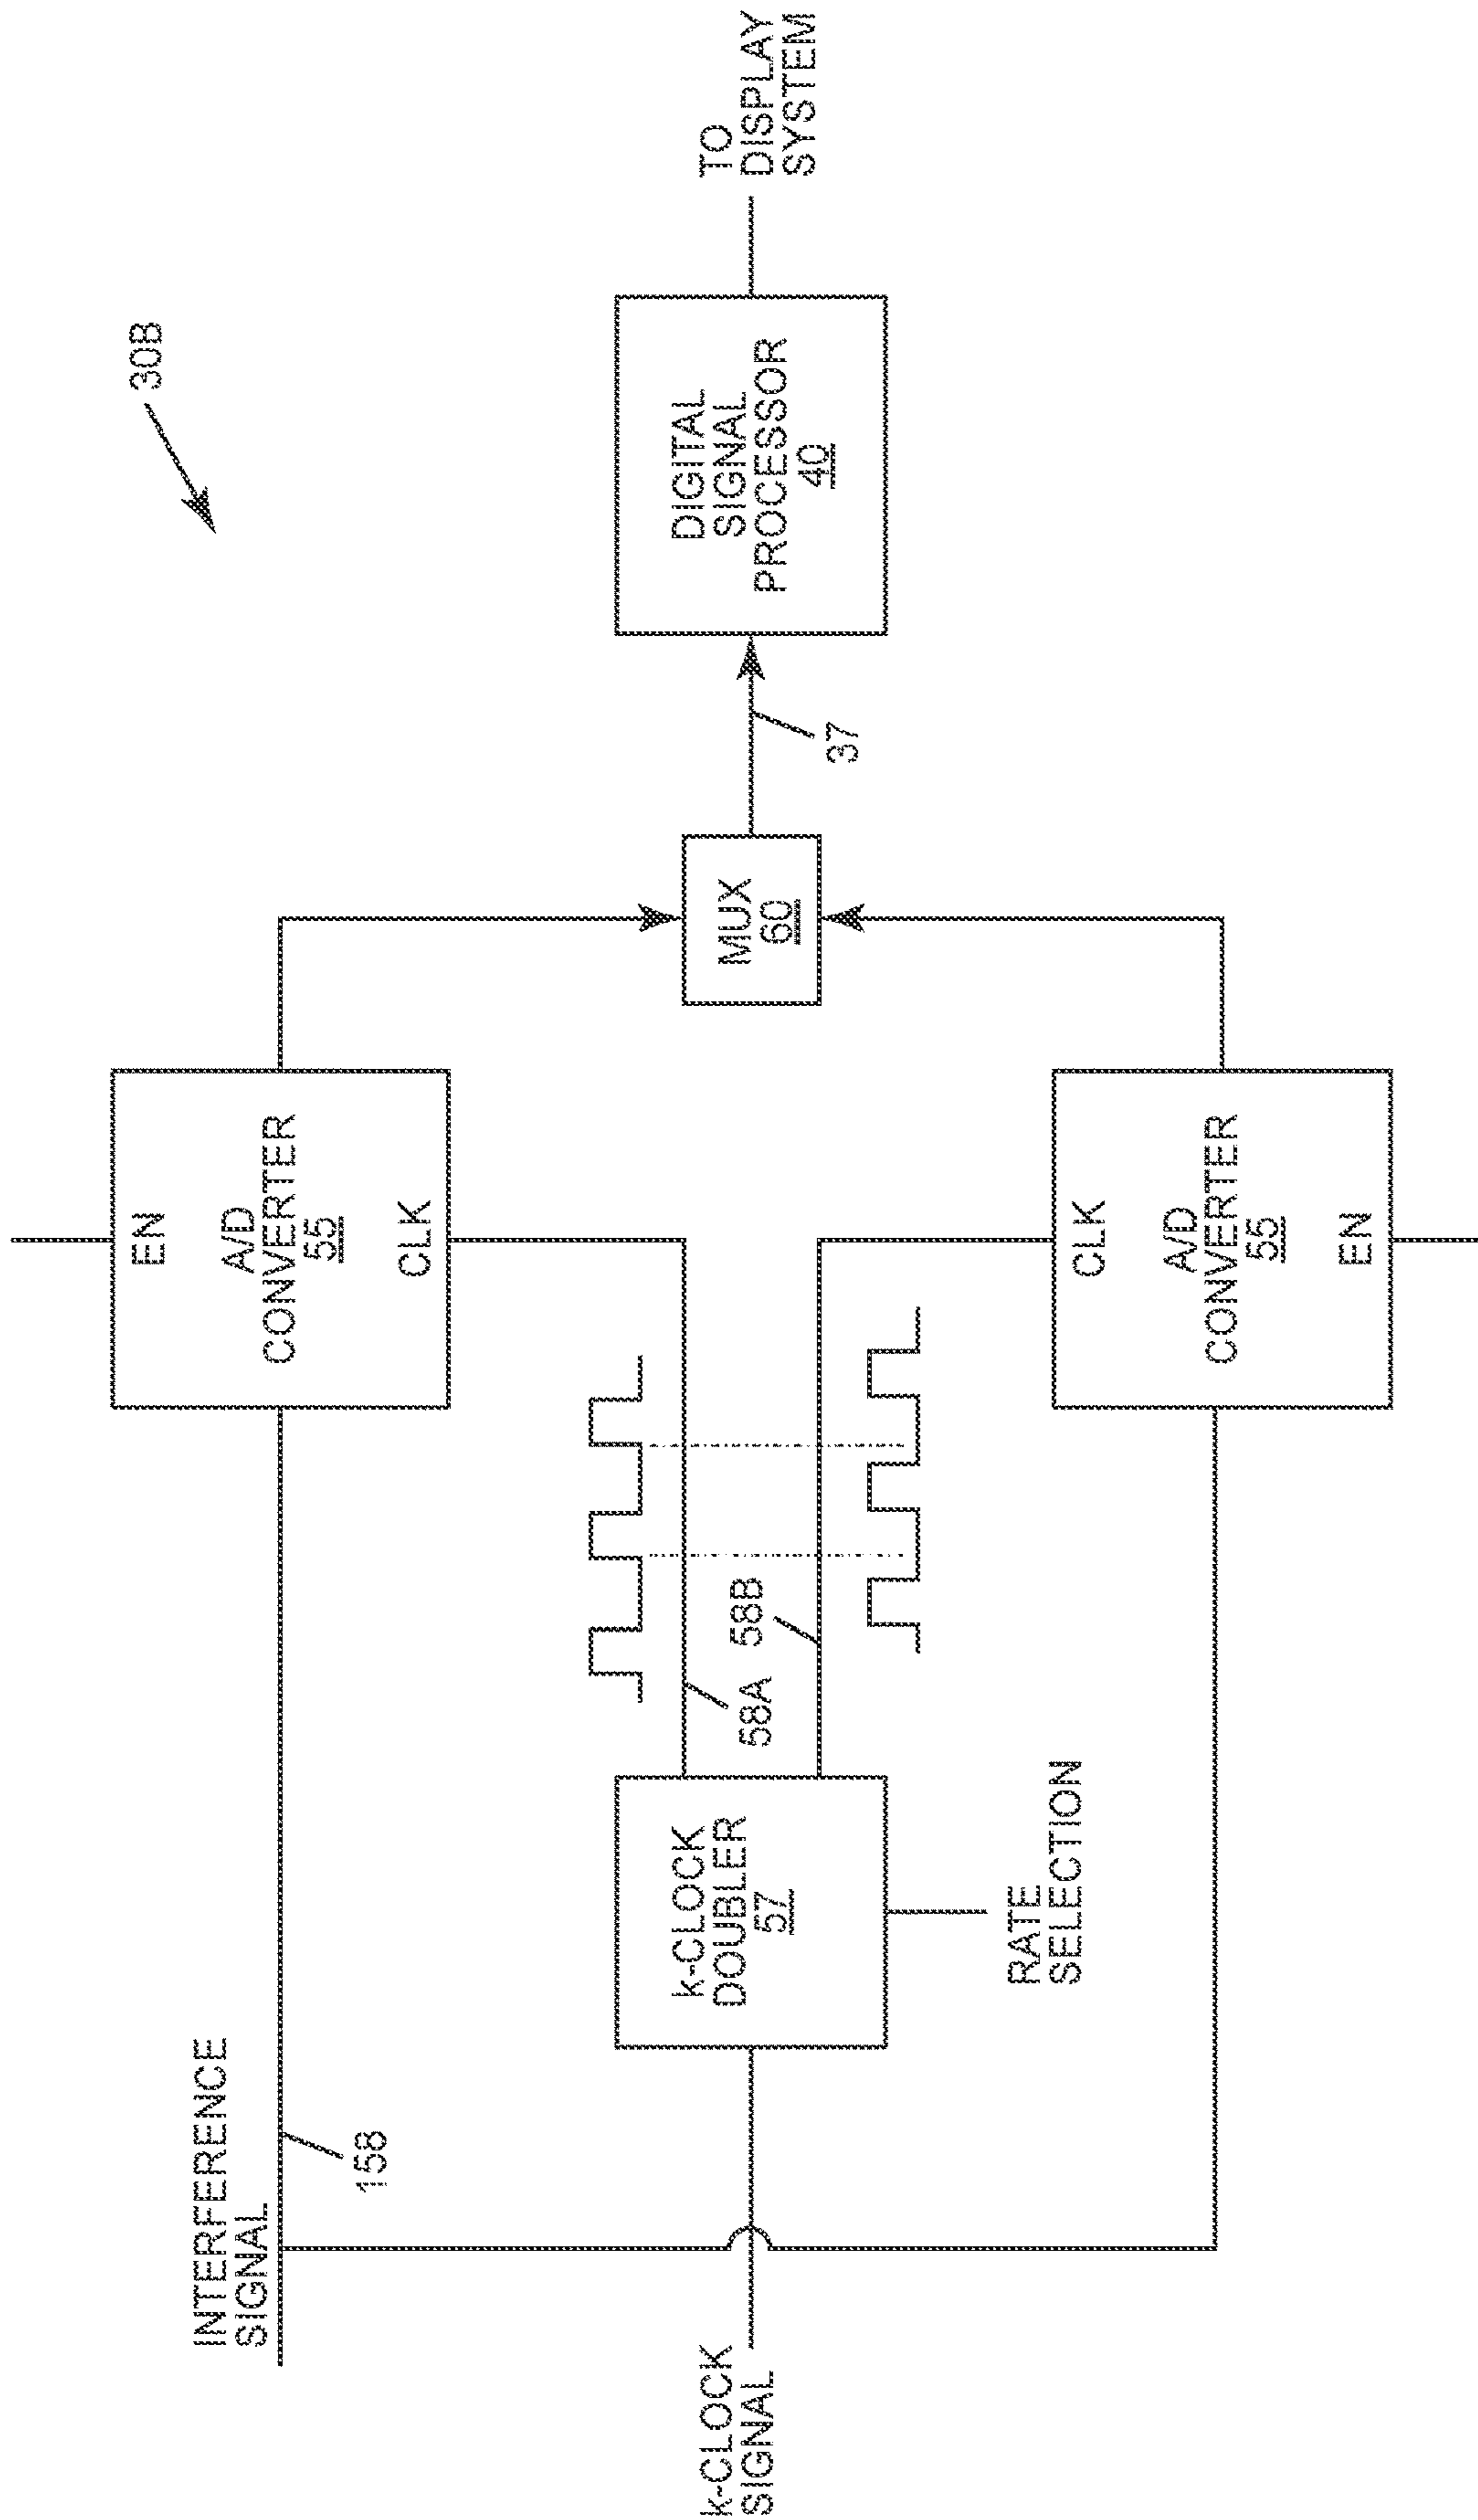 30B
INTERFERENCE
SIGNAL
158
EN
A/D
CONVERTER
55
CLK
k-CLOCK
SIGNAL
k-CLOCK
DOUBLER
57
58A
58B
RATE
SELECTION
MUX
60
37
DIGITAL
SIGNAL
PROCESSOR
40
TO
DISPLAY
SYSTEM
CLK
A/D
CONVERTER
55
EN